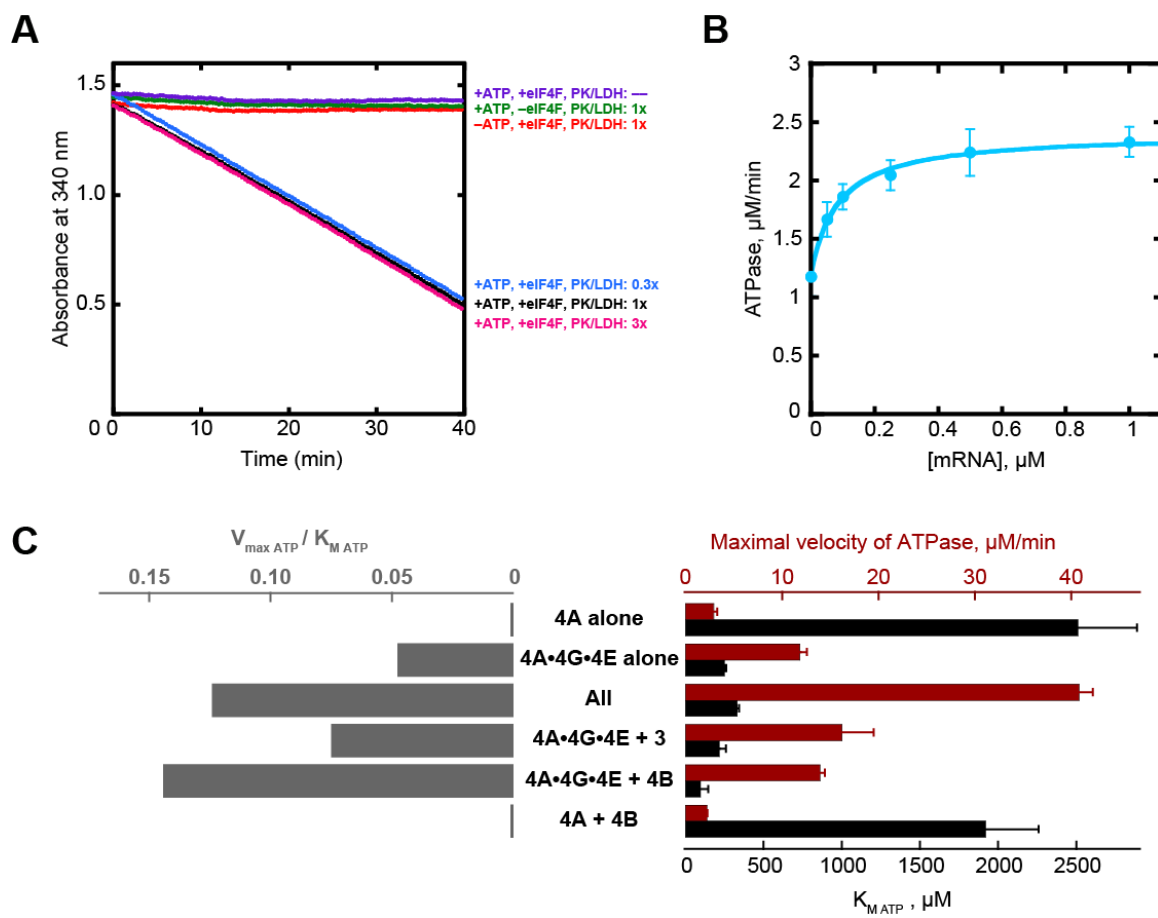 A
Absorbance at 340 nm
1.5
1.0
0.5
0
0
10
20
30
40
Time (min)
+ATP, +eIF4F, PK/LDH: —
+ATP, –eIF4F, PK/LDH: 1x
–ATP, +eIF4F, PK/LDH: 1x
+ATP, +eIF4F, PK/LDH: 0.3x
+ATP, +eIF4F, PK/LDH: 1x
+ATP, +eIF4F, PK/LDH: 3x
B
ATPase, µM/min
3
2.5
2
1.5
1
0.5
0
0
0.2
0.4
0.6
0.8
1
[mRNA], µM
C
Vmax ATP / KM ATP
0.15
0.10
0.05
0
Maximal velocity of ATPase, µM/min
0
10
20
30
40
4A alone
4A•4G•4E alone
All
4A•4G•4E + 3
4A•4G•4E + 4B
4A + 4B
0
500
1000
1500
2000
2500
KM ATP , µM